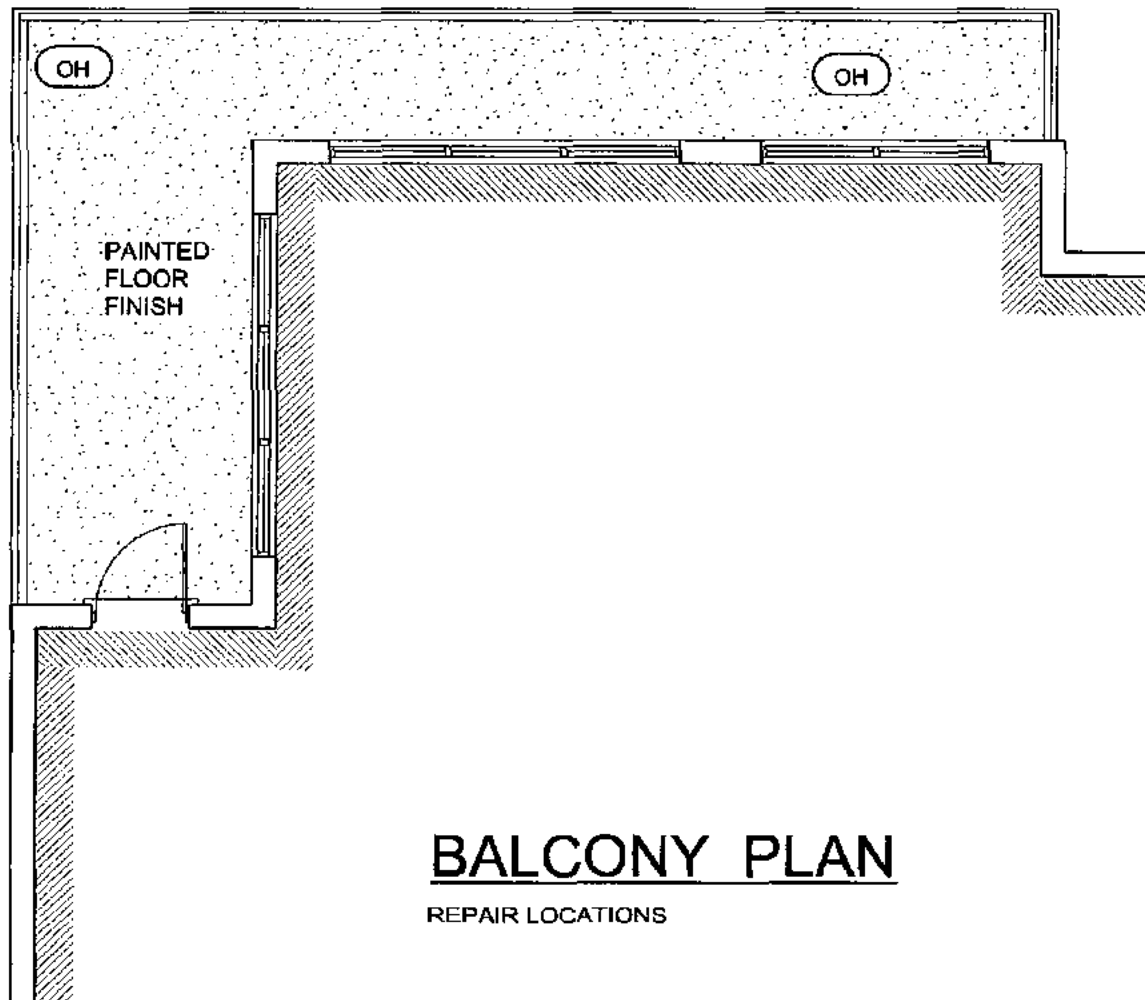 OH
OH
PAINTED
FLOOR
FINISH
BALCONY PLAN
REPAIR LOCATIONS